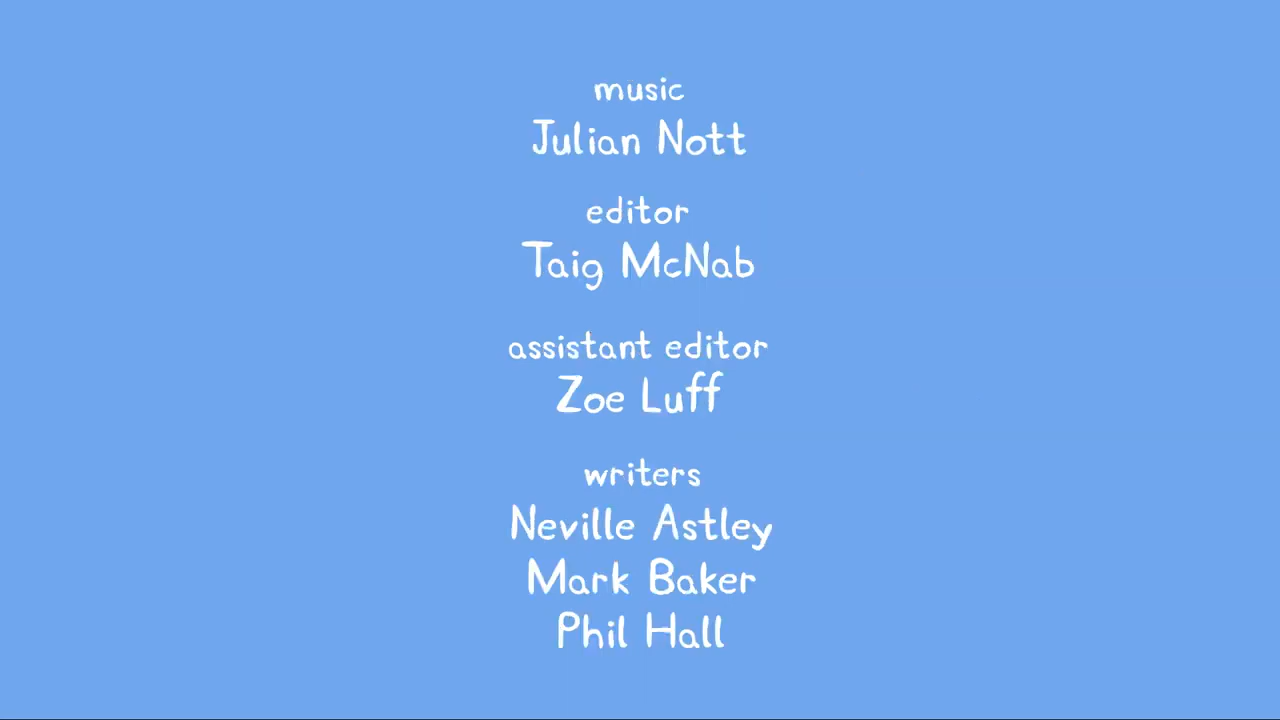 music
Julian Nott
editor
Taig McNab
assistant editor
Zoe Luff
writers
Neville Astley
Mark Baker
Phil Hall